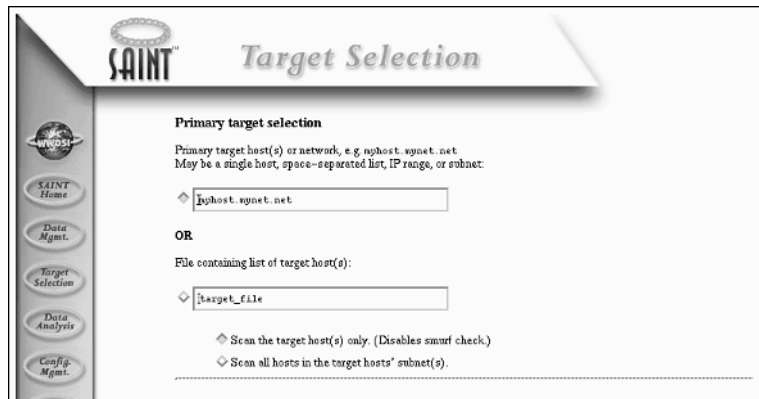 SAINT™
Target Selection
WWDSI
SAINT Home
Data Mgmt.
Target Selection
Data Analysis
Config. Mgmt.
Primary target selection
Primary target host(s) or network, e.g. myhost.mynet.net
May be a single host, space-separated list, IP range, or subnet:
myhost.mynet.net
OR
File containing list of target host(s):
target_file
Scan the target host(s) only. (Disables smurf check.)
Scan all hosts in the target hosts' subnet(s).